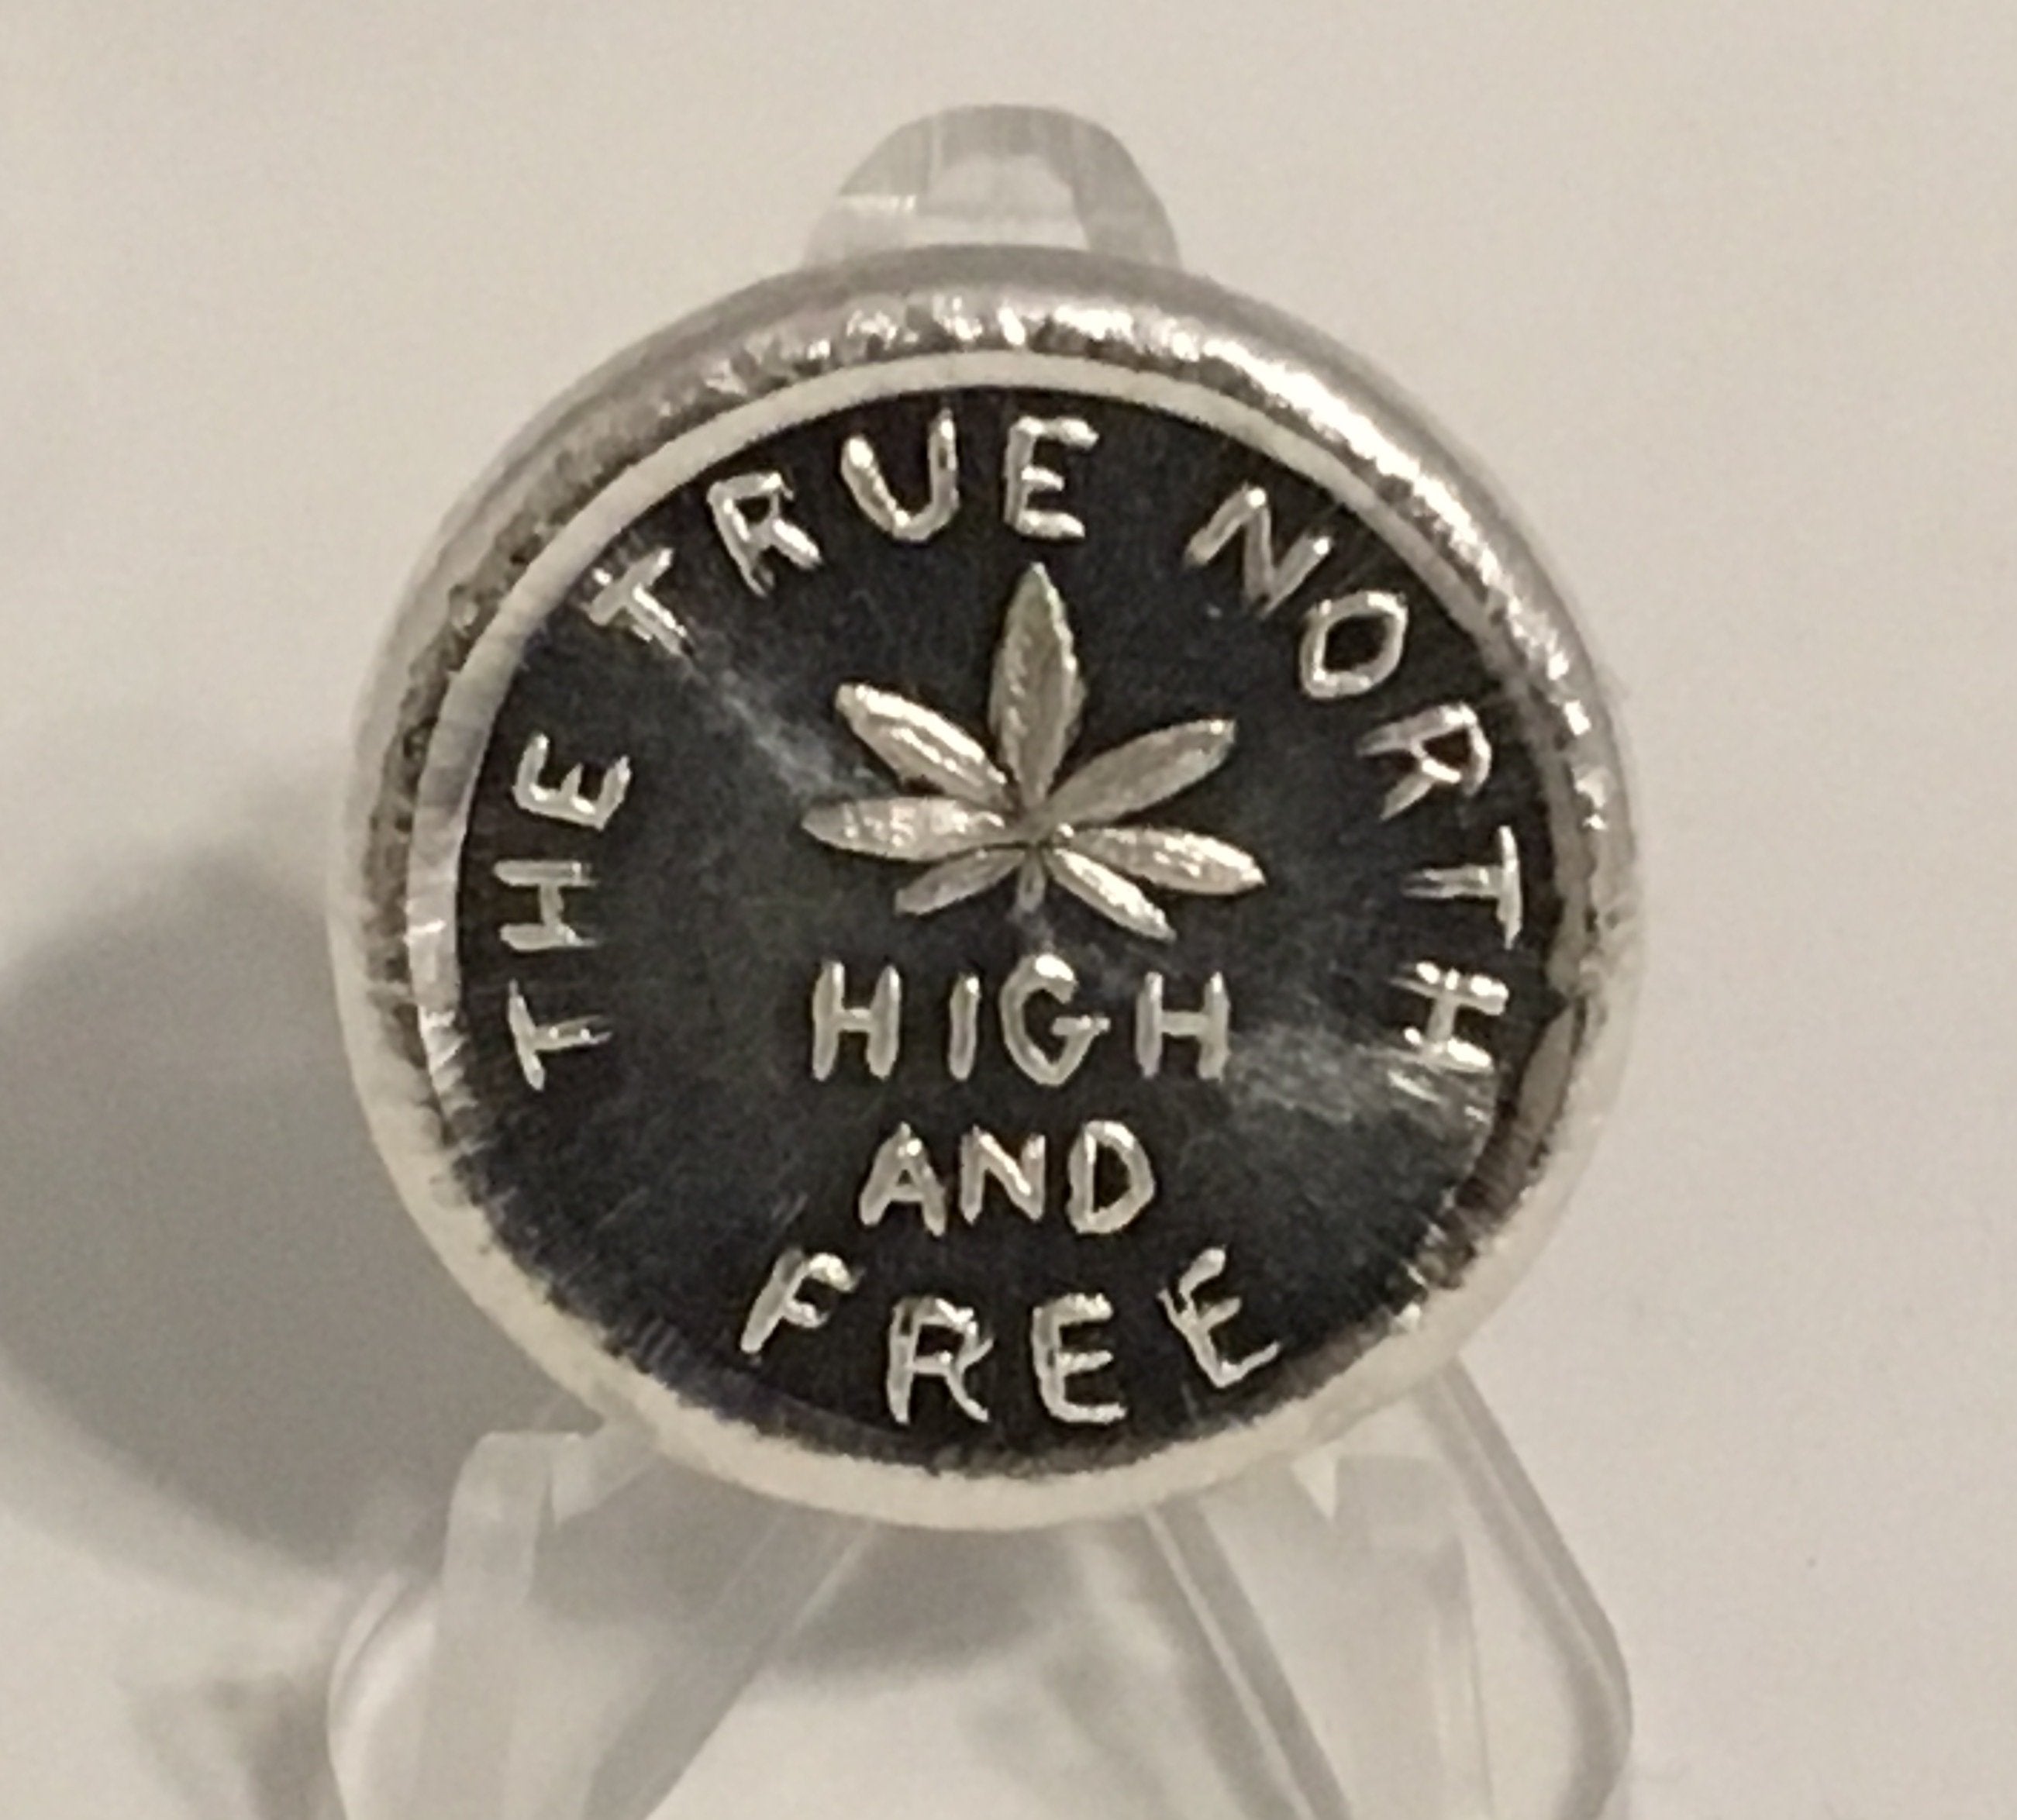 THE TRUE NORTH
HIGH
AND
FREE